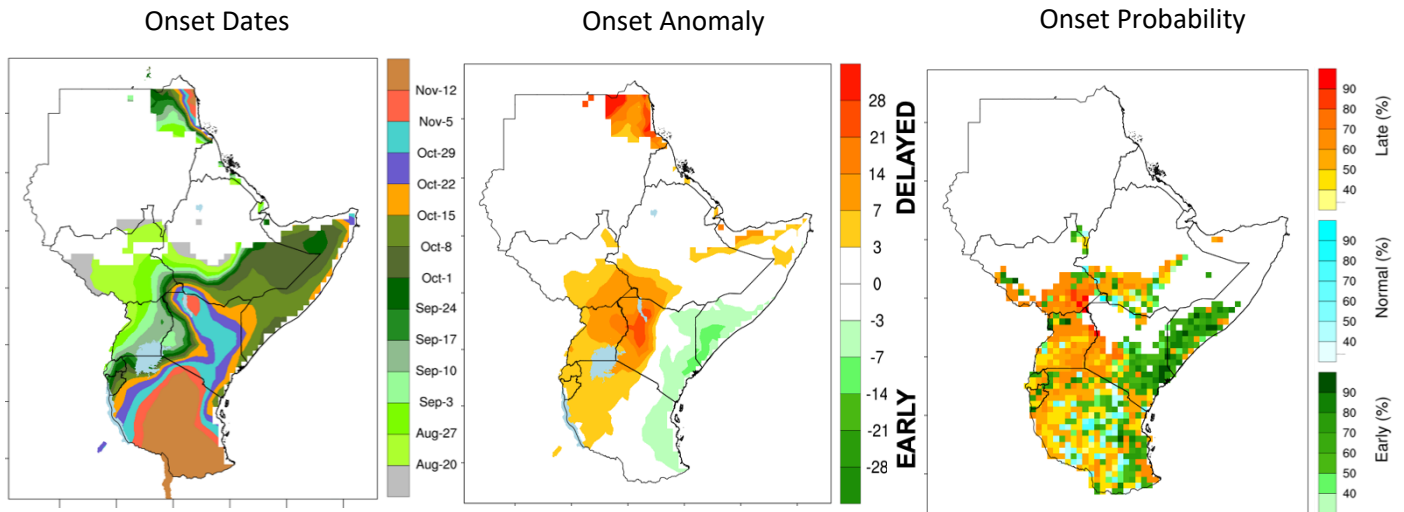 Onset Dates
Onset Anomaly
Onset Probability
Nov-12
Nov-5
Oct-29
Oct-22
Oct-15
Oct-8
Oct-1
Sep-24
Sep-17
Sep-10
Sep-3
Aug-27
Aug-20
28
21
14
7
3
0
-3
-7
-14
-21
-28
DELAYED
EARLY
90
80
70
60
50
40
Late (%)
90
80
70
60
50
40
Normal (%)
90
80
70
60
50
40
Early (%)